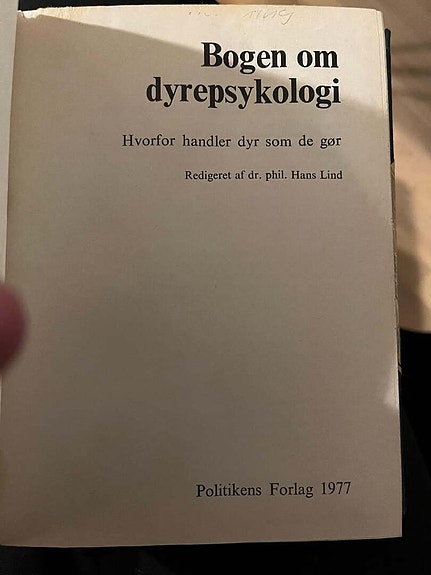 Bogen om
dyrepsykologi
Hvorfor handler dyr som de gør
Redigeret af dr. phil. Hans Lind
Politikens Forlag 1977